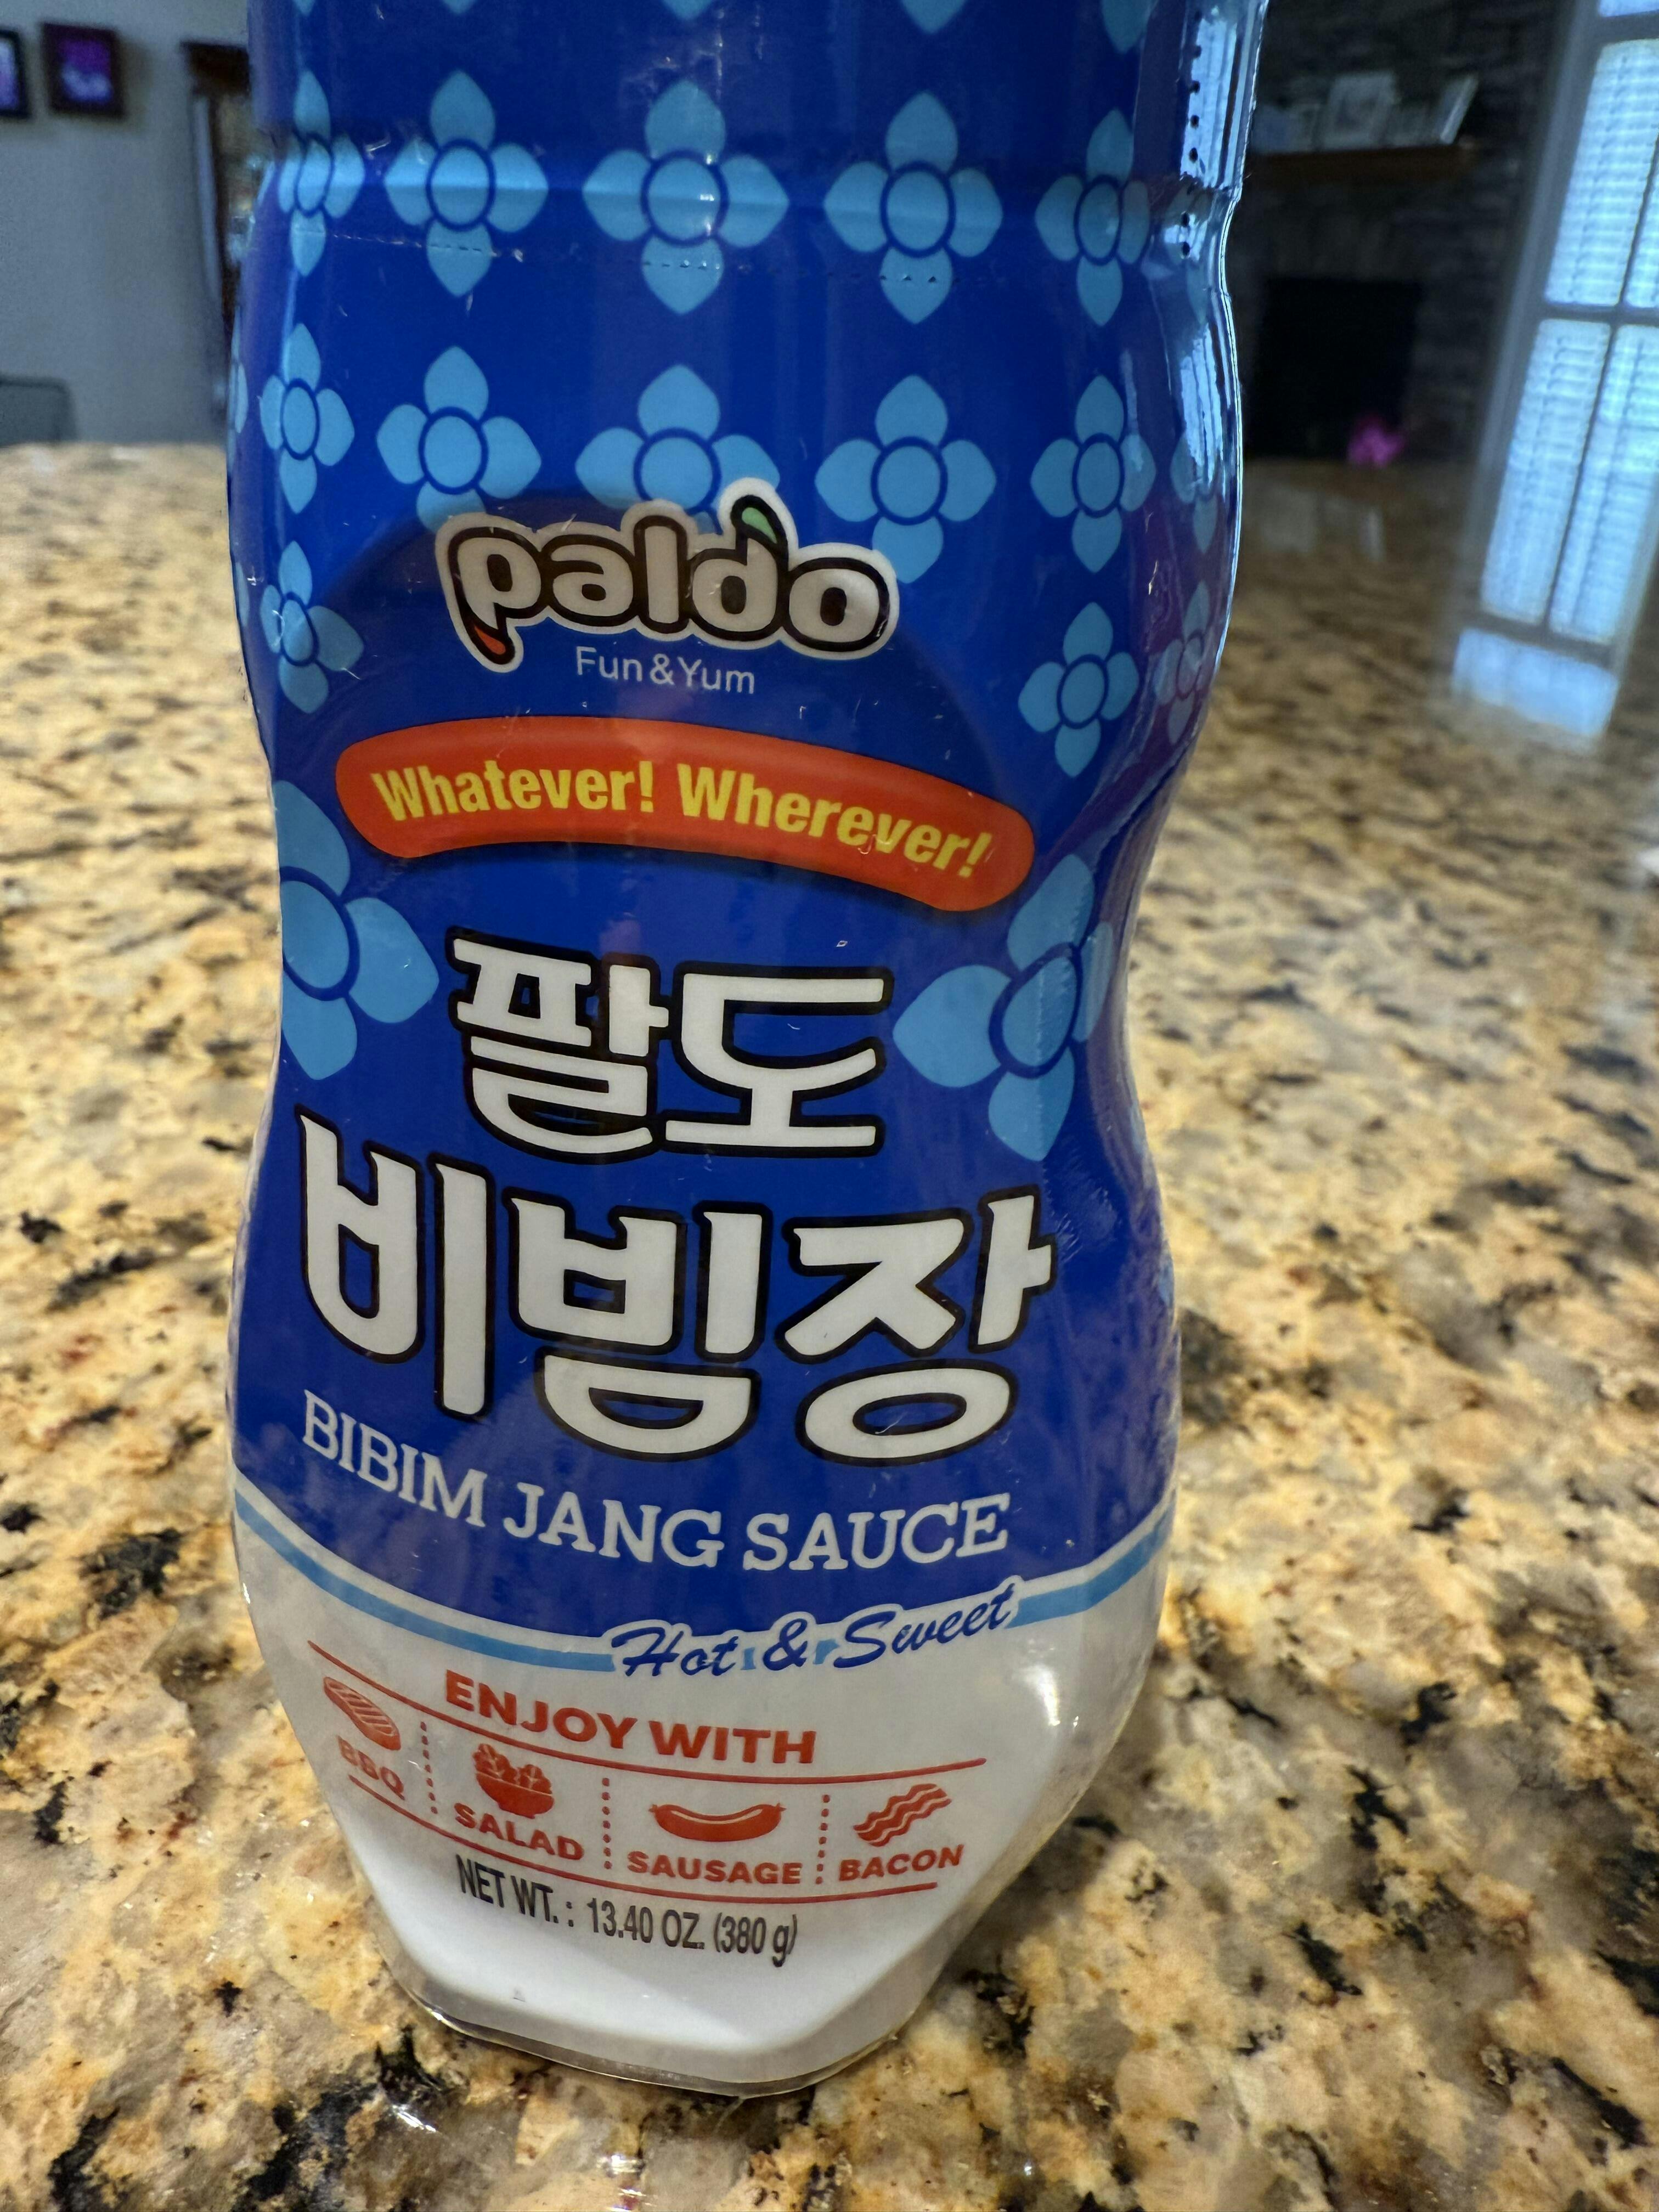 paldo
Fun&Yum
Whatever! Wherever!
팔도
비빔장
BIBIM JANG SAUCE
Hot & Sweet
ENJOY WITH
BBQ SALAD SAUSAGE BACON
NET WT. : 13.40 OZ. (380 g)